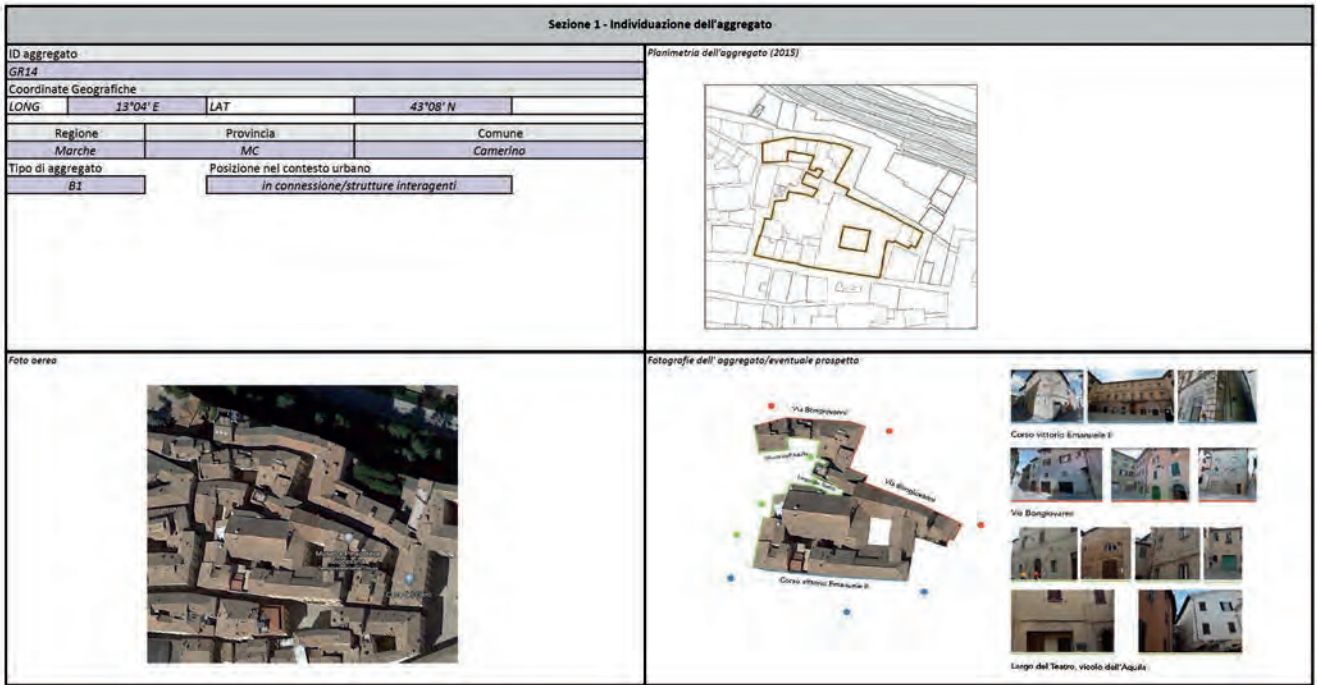 Sezione 1 - Individuazione dell'aggregato
ID aggregato
GR14
Coordinate Geografiche
LONG 13°04' E LAT 43°08' N
Regione Provincia Comune
Marche MC Camerino
Tipo di aggregato Posizione nel contesto urbano
B1 in connessione/strutture interagenti
Planimetria dell'aggregato (2015)
Foto aerea
Fotografie dell' aggregato/eventuale prospetto
Via Bongiovanni
Via Bongiovanni
Corso vittorio Emanuele II
Corso vittorio Emanuele II
Via Bongiovanni
Largo del Teatro, vicolo dell'Aquila